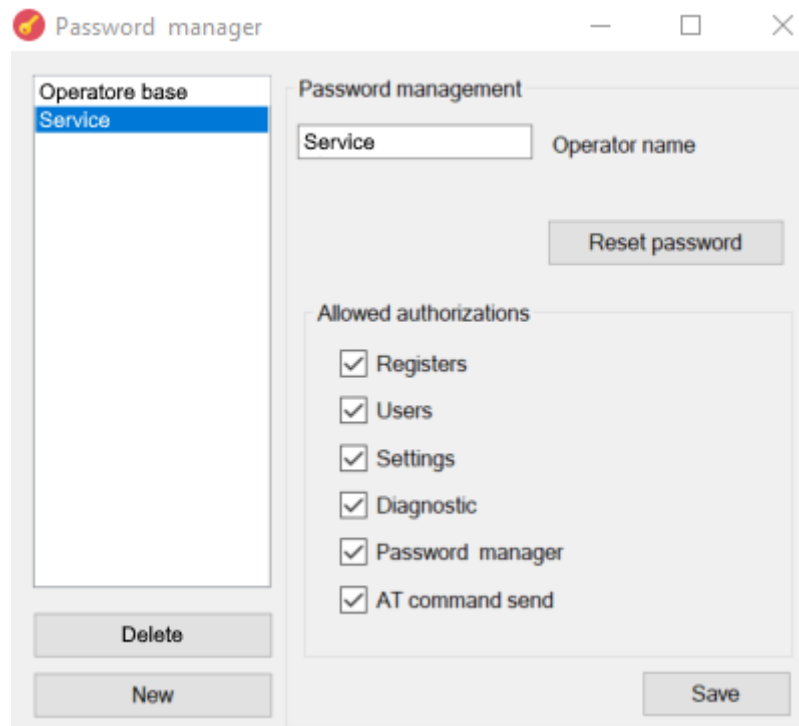 Password manager
Operatore base
Service
Delete
New
Password management
Service
Operator name
Reset password
Allowed authorizations
Registers
Users
Settings
Diagnostic
Password manager
AT command send
Save